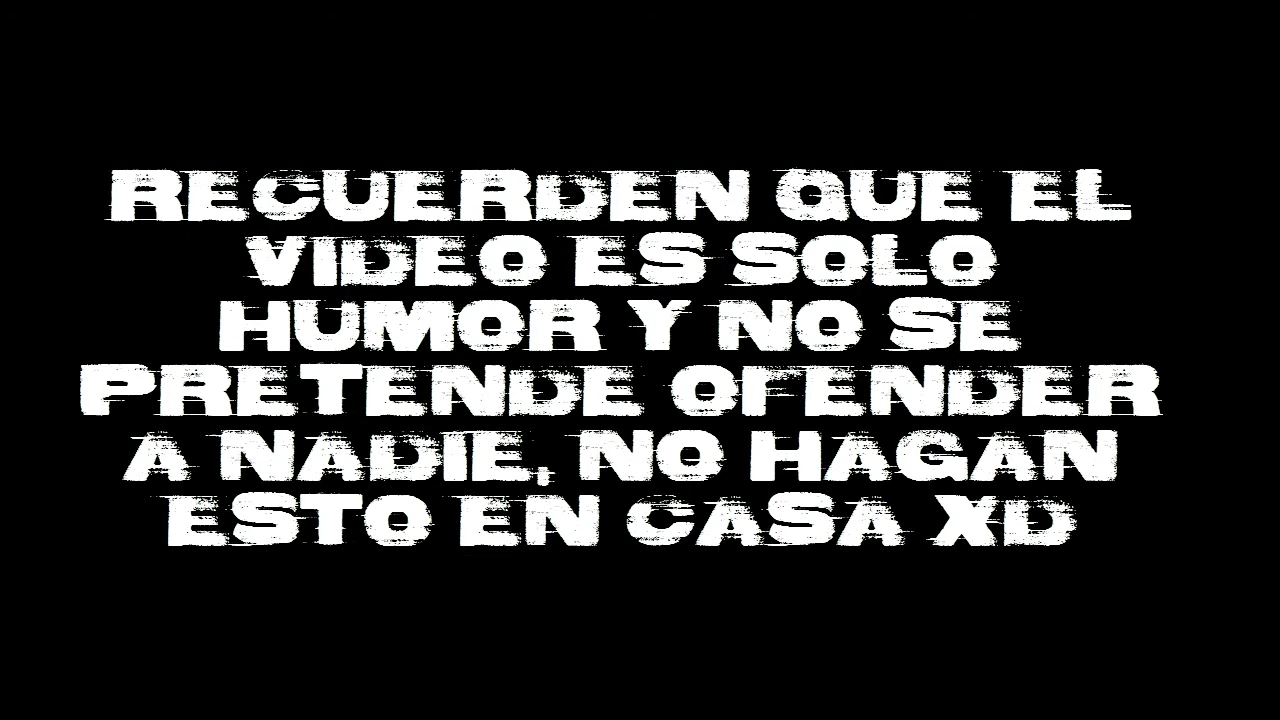 RECUERDEN QUE EL
VIDEO ES SOLO
HUMOR Y NO SE
PRETENDE OFENDER
A NADIE, NO HAGAN
ESTO EN CASA XD